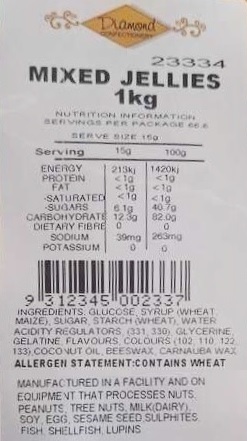 Diamond
CONFECTIONERY
23334
MIXED JELLIES
1kg
NUTRITION INFORMATION
SERVINGS PER PACKAGE 66.6
SERVE SIZE 15g
Serving 15g 100g
ENERGY 213kj 1420kj
PROTEIN <1g <1g
FAT <1g <1g
-SATURATED <1g <1g
-SUGARS 6.1g 40.7g
CARBOHYDRATE 12.3g 82.0g
DIETARY FIBRE 0 0
SODIUM 39mg 263mg
POTASSIUM 0 0
9 312345 002337
INGREDIENTS: GLUCOSE, SYRUP (WHEAT,
MAIZE), SUGAR, STARCH (WHEAT), WATER
ACIDITY REGULATORS, (331, 330), GLYCERINE,
GELATINE, FLAVOURS, COLOURS (102, 110, 122,
133),COCONUT OIL, BEESWAX, CARNAUBA WAX
ALLERGEN STATEMENT:CONTAINS WHEAT
MANUFACTURED IN A FACILITY AND ON
EQUIPMENT THAT PROCESSES NUTS,
PEANUTS, TREE NUTS, MILK(DAIRY),
SOY, EGG, SESAME SEED,SULPHITES,
FISH, SHELLFISH, LUPINS